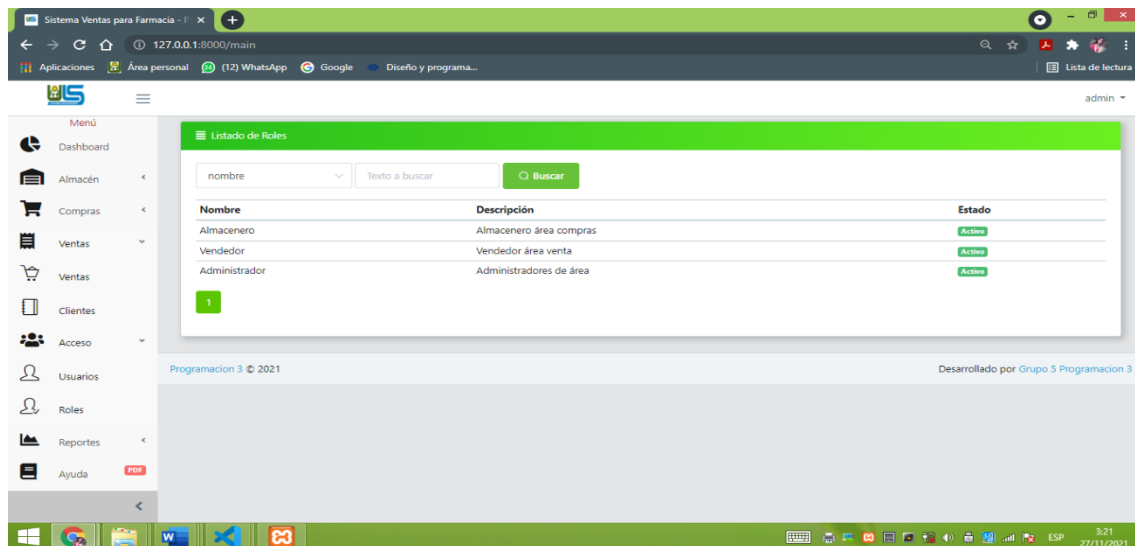 Sistema Ventas para Farmacia - F
127.0.0.1:8000/main
Aplicaciones Área personal (12) WhatsApp Google Diseño y programa... Lista de lectura
admin
Menú
Dashboard
Almacén
Compras
Ventas
Ventas
Clientes
Acceso
Usuarios
Roles
Reportes
Ayuda PDF
Listado de Roles
nombre Texto a buscar Buscar
Nombre Descripción Estado
Almacenero Almacenero área compras Activo
Vendedor Vendedor área venta Activo
Administrador Administradores de área Activo
1
Programacion 3 © 2021 Desarrollado por Grupo 5 Programacion 3
ESP 3:21
27/11/2021